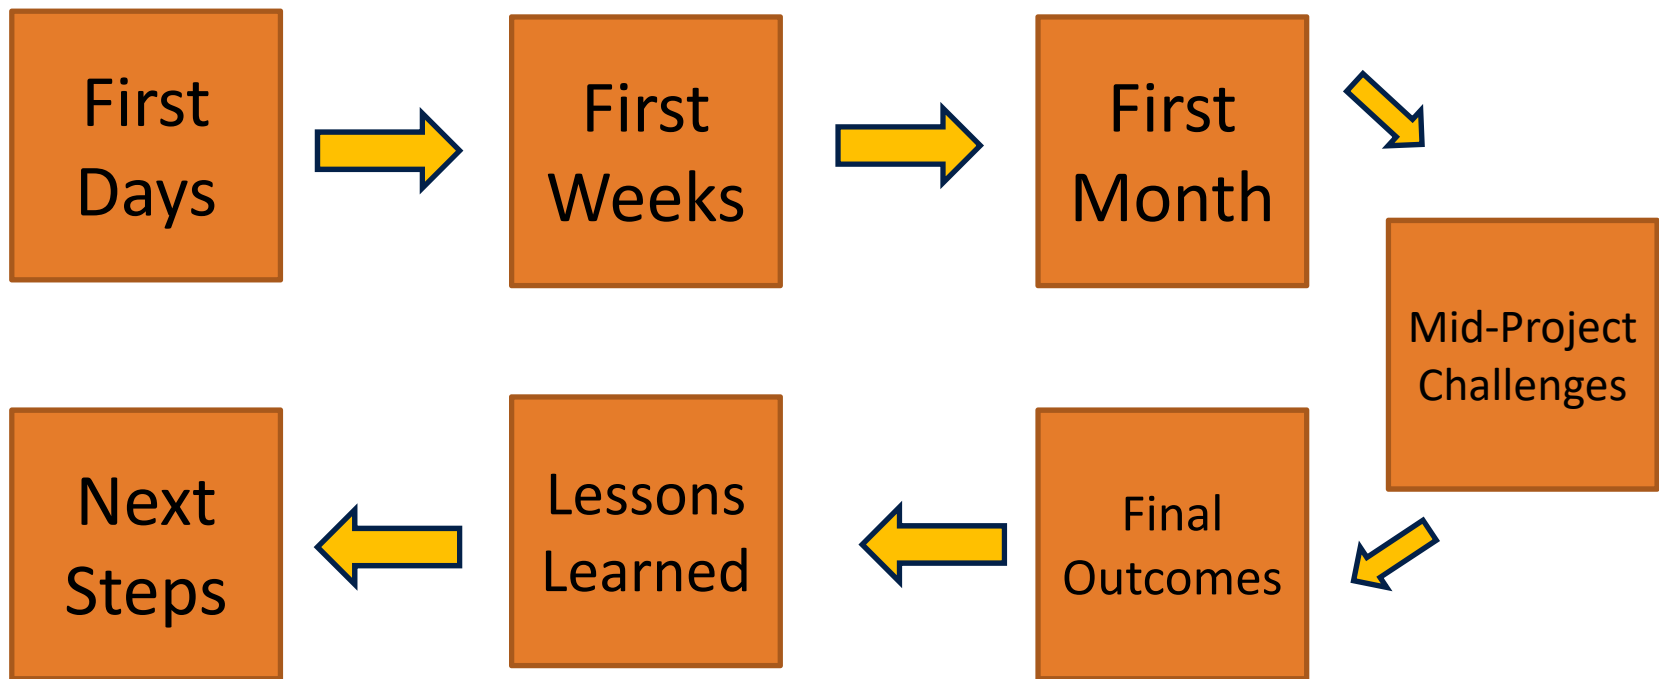 First
Days
First
Weeks
First
Month
Mid-Project
Challenges
Final
Outcomes
Lessons
Learned
Next
Steps